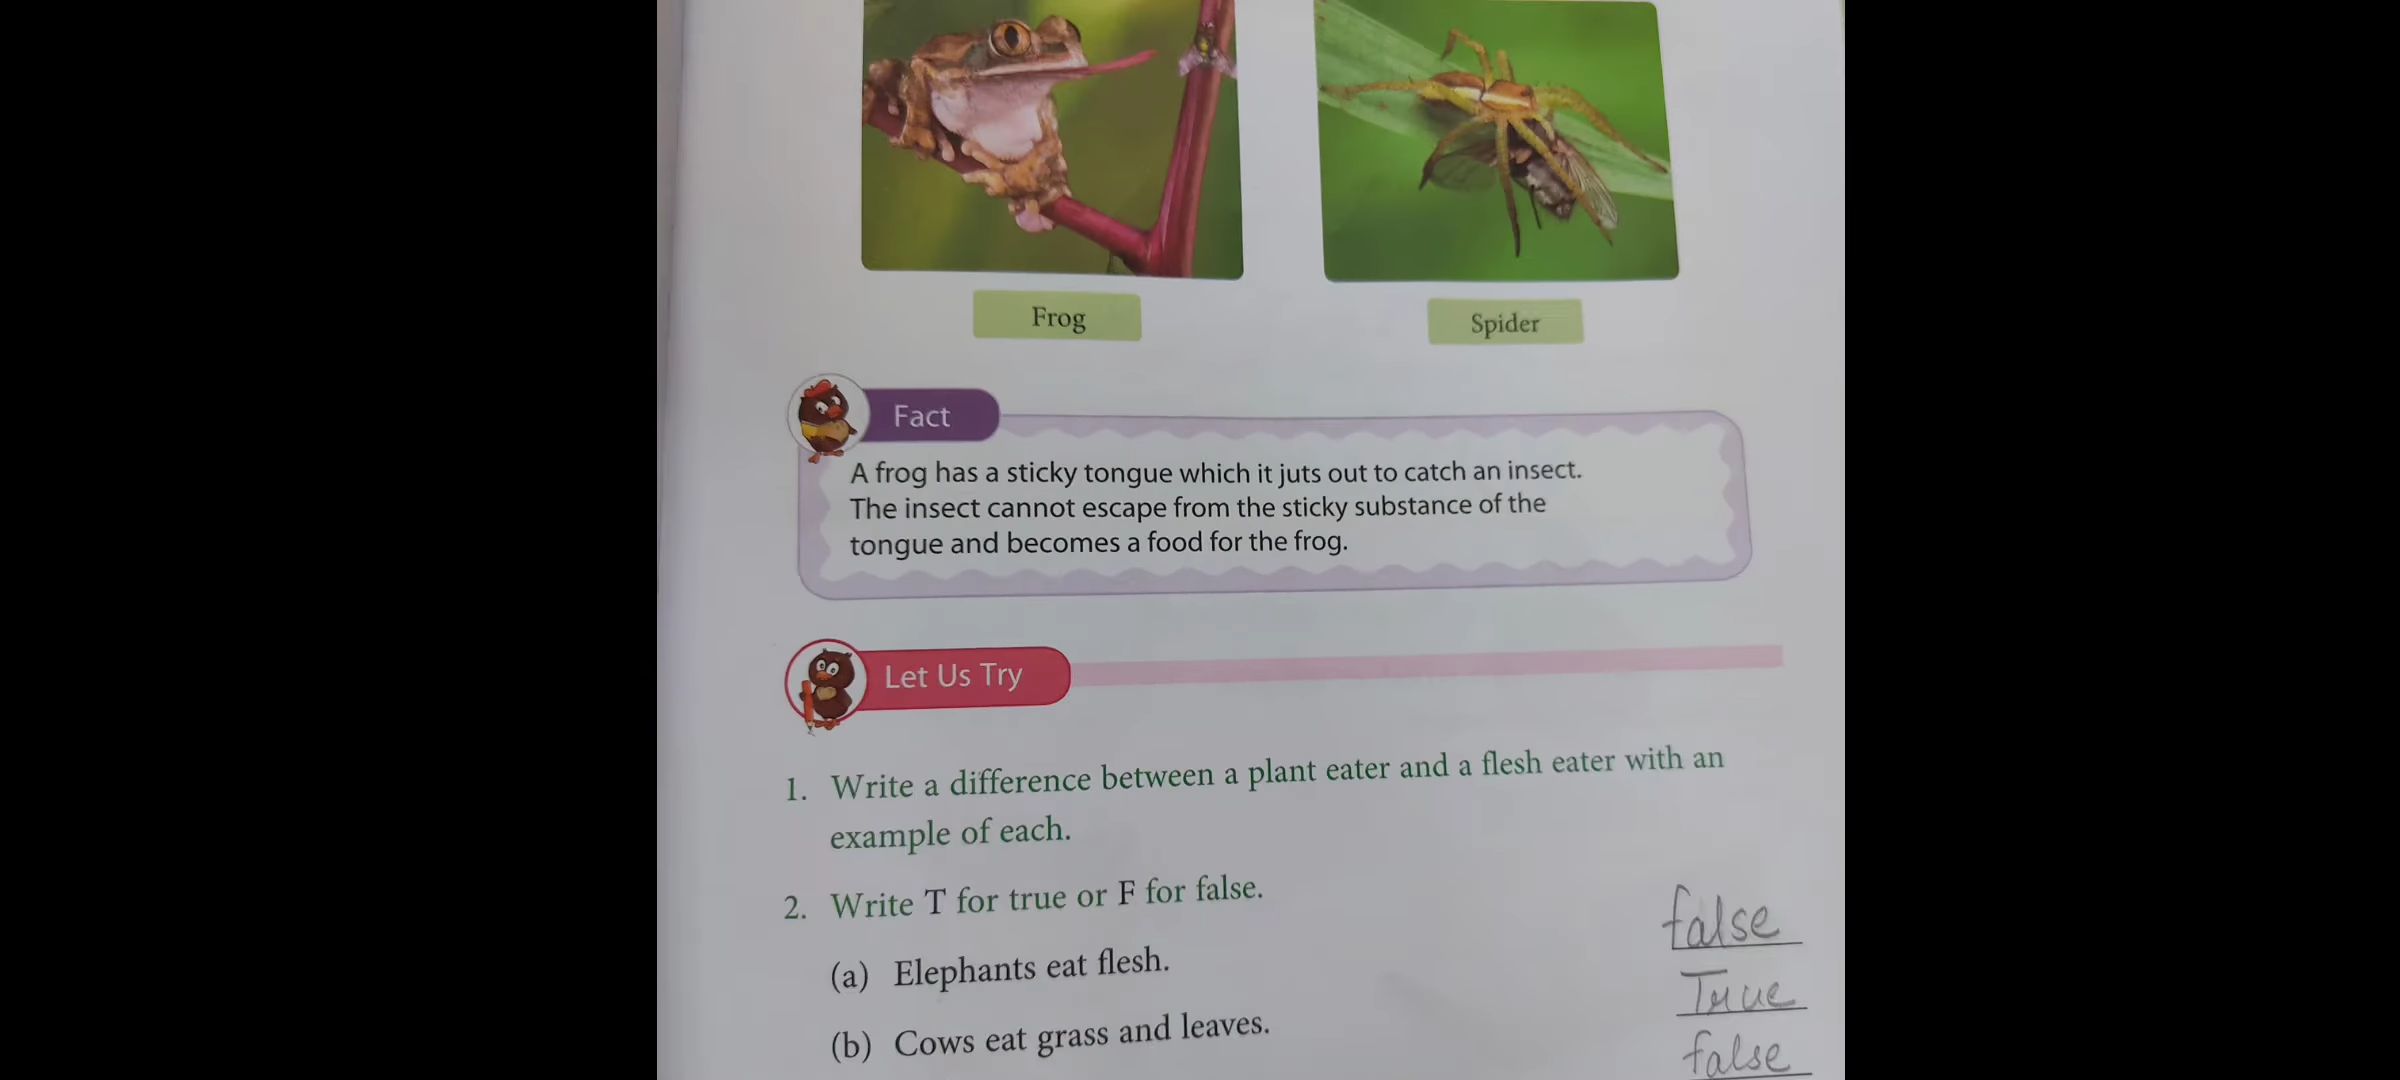 Frog
Spider
Fact
A frog has a sticky tongue which it juts out to catch an insect.
The insect cannot escape from the sticky substance of the
tongue and becomes a food for the frog.
Let Us Try
1. Write a difference between a plant eater and a flesh eater with an
example of each.
2. Write T for true or F for false.
(a) Elephants eat flesh.
false
(b) Cows eat grass and leaves.
True
false